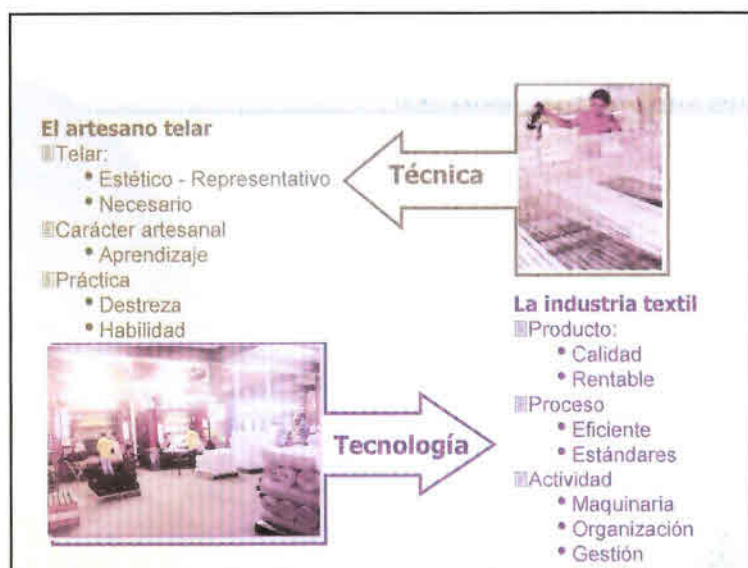 El artesano telar
Telar:
• Estético - Representativo
• Necesario
Carácter artesanal
• Aprendizaje
Práctica
• Destreza
• Habilidad
Técnica
La industria textil
Producto:
• Calidad
• Rentable
Proceso
• Eficiente
• Estándares
Actividad
• Maquinaria
• Organización
• Gestión
Tecnología